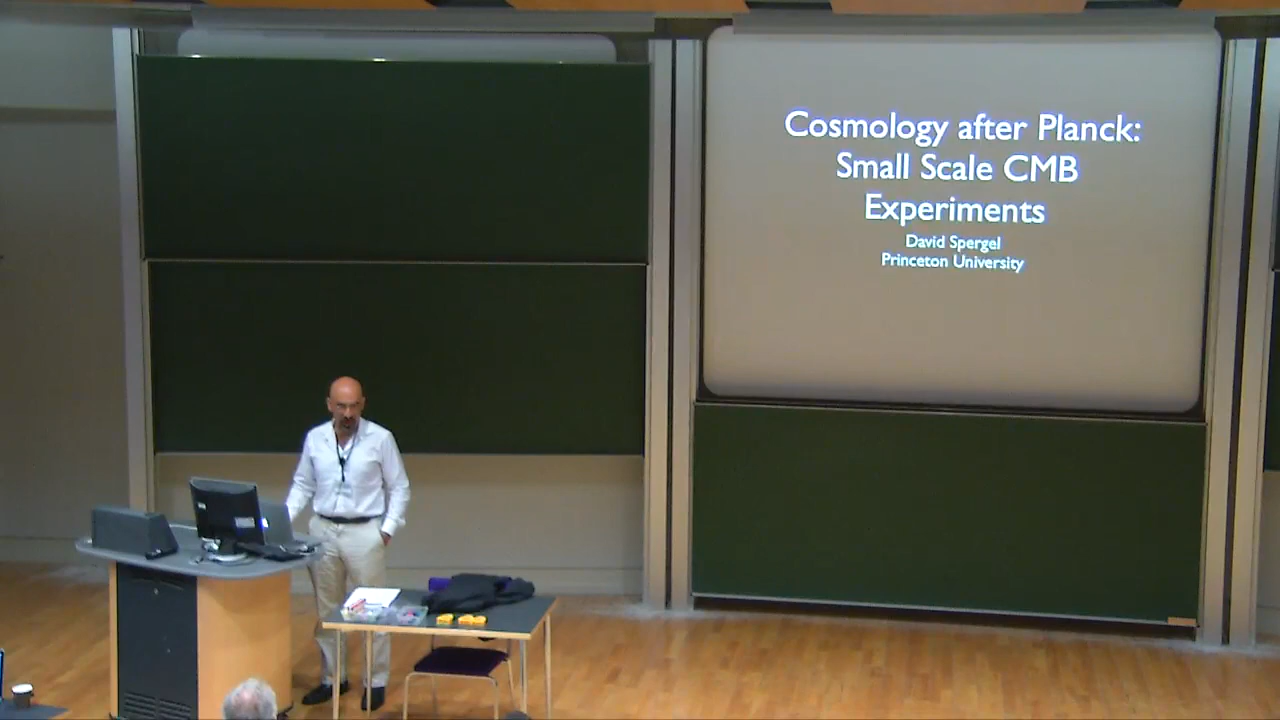 Cosmology after Planck:
Small Scale CMB
Experiments
David Spergel
Princeton University